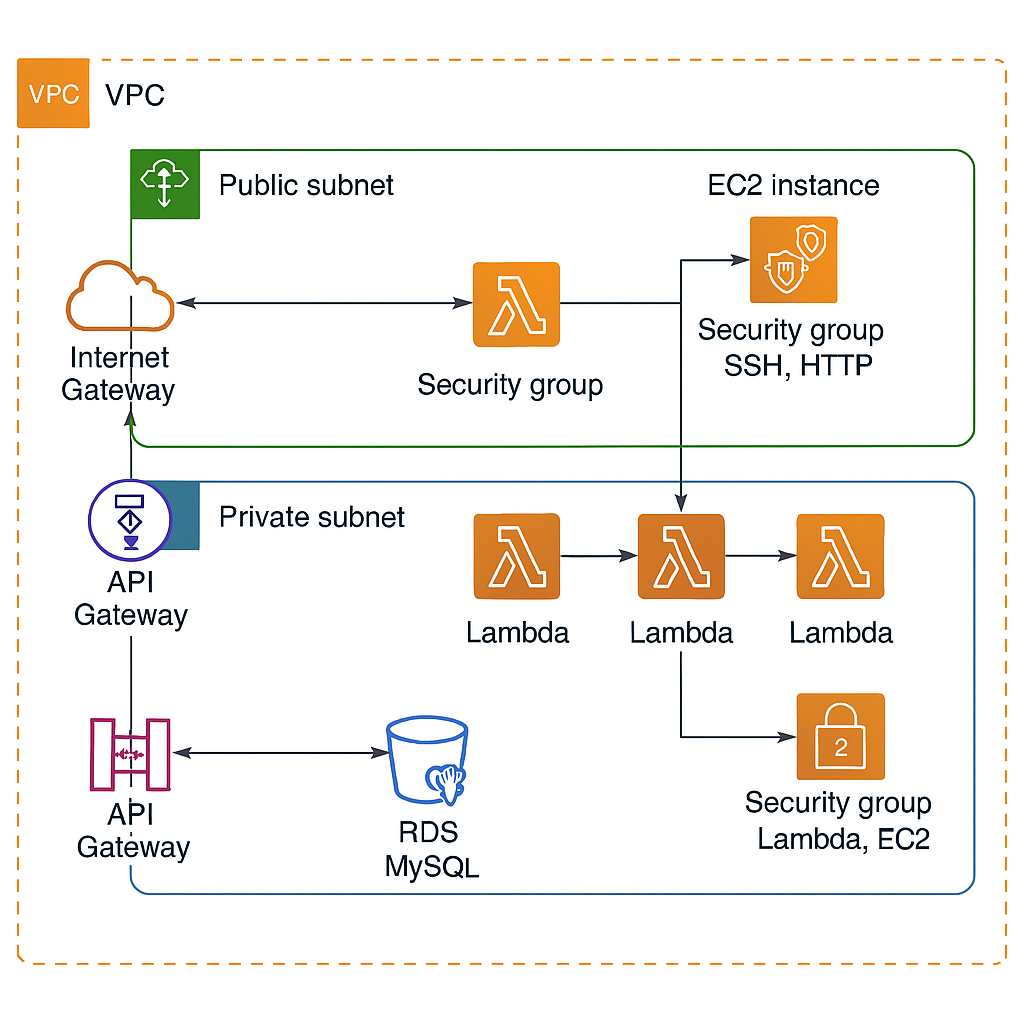 VPC
VPC
Public subnet
EC2 instance
Internet
Gateway
Security group
Security group
SSH, HTTP
Private subnet
API
Gateway
Lambda
Lambda
Lambda
API
Gateway
RDS
MySQL
2
Security group
Lambda, EC2